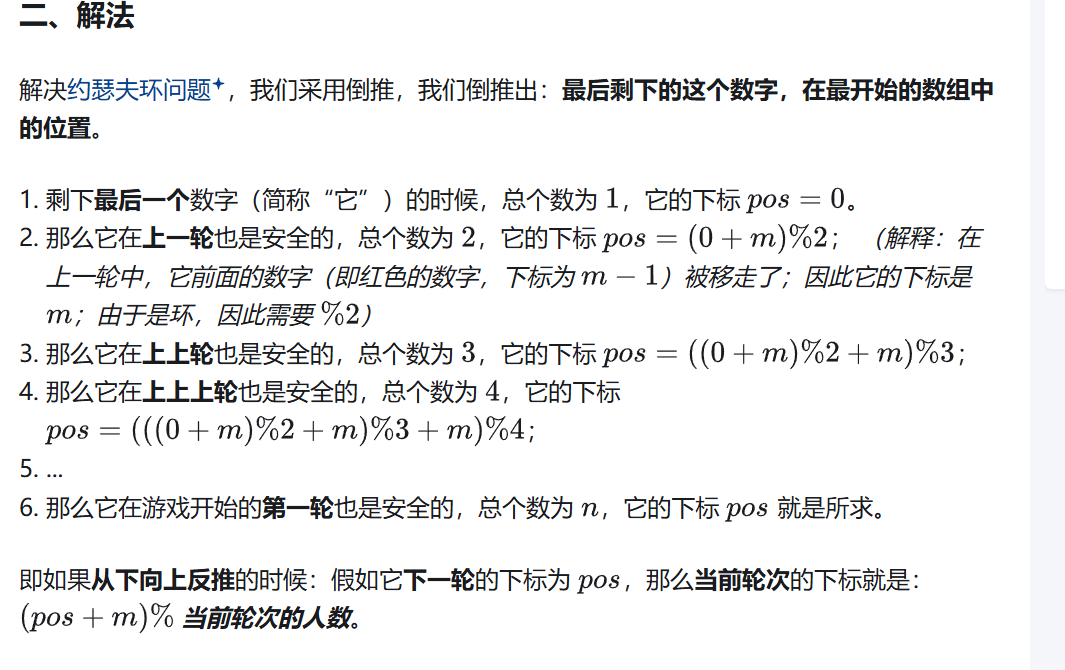 二、解法
解决约瑟夫环问题，我们采用倒推，我们倒推出：最后剩下的这个数字，在最开始的数组中
的位置。
1. 剩下最后一个数字（简称“它”）的时候，总个数为 1，它的下标 pos = 0。
2. 那么它在上一轮也是安全的，总个数为 2，它的下标 pos = (0 + m)%2； （解释：在
上一轮中，它前面的数字（即红色的数字，下标为 m − 1）被移走了；因此它的下标是
m；由于是环，因此需要 %2）
3. 那么它在上上轮也是安全的，总个数为 3，它的下标 pos = ((0 + m)%2 + m)%3；
4. 那么它在上上上轮也是安全的，总个数为 4，它的下标
pos = (((0 + m)%2 + m)%3 + m)%4；
5. ...
6. 那么它在游戏开始的第一轮也是安全的，总个数为 n，它的下标 pos 就是所求。
即如果从下向上反推的时候：假如它下一轮的下标为 pos，那么当前轮次的下标就是：
(pos + m)% 当前轮次的人数。